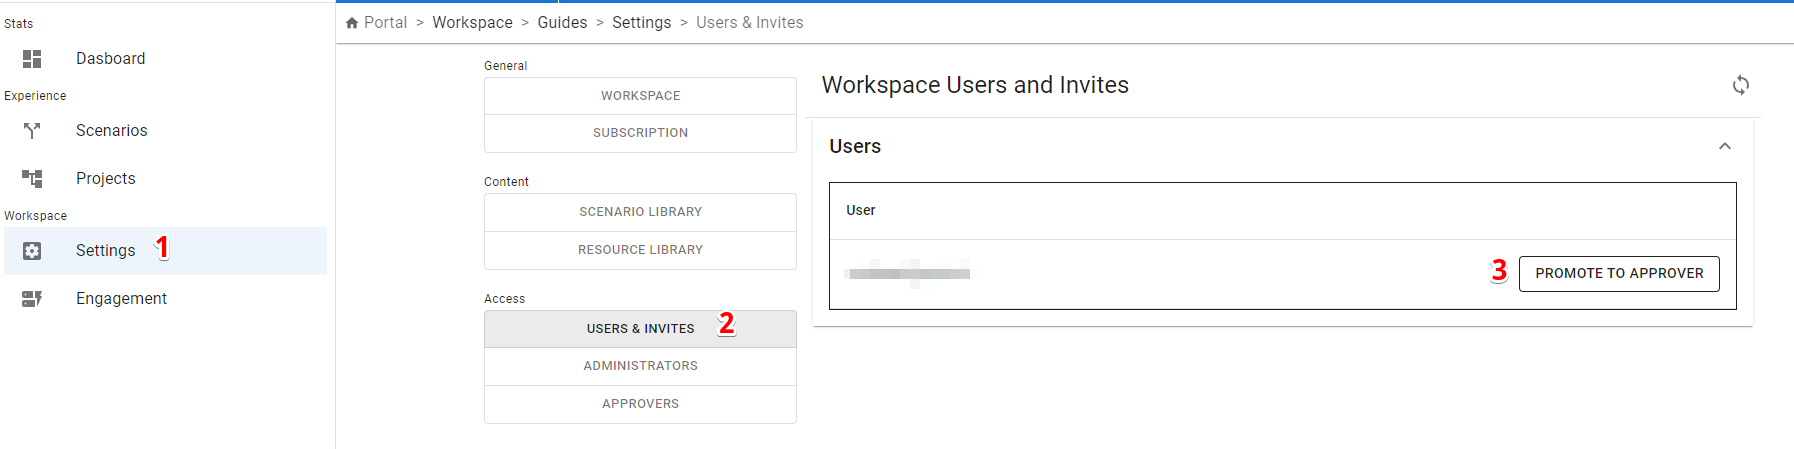 Stats
Dasboard
Experience
Scenarios
Projects
Workspace
Settings 1
Engagement
Portal > Workspace > Guides > Settings > Users & Invites
General
WORKSPACE
SUBSCRIPTION
Content
SCENARIO LIBRARY
RESOURCE LIBRARY
Access
USERS & INVITES 2
ADMINISTRATORS
APPROVERS
Workspace Users and Invites
Users
User
3 PROMOTE TO APPROVER